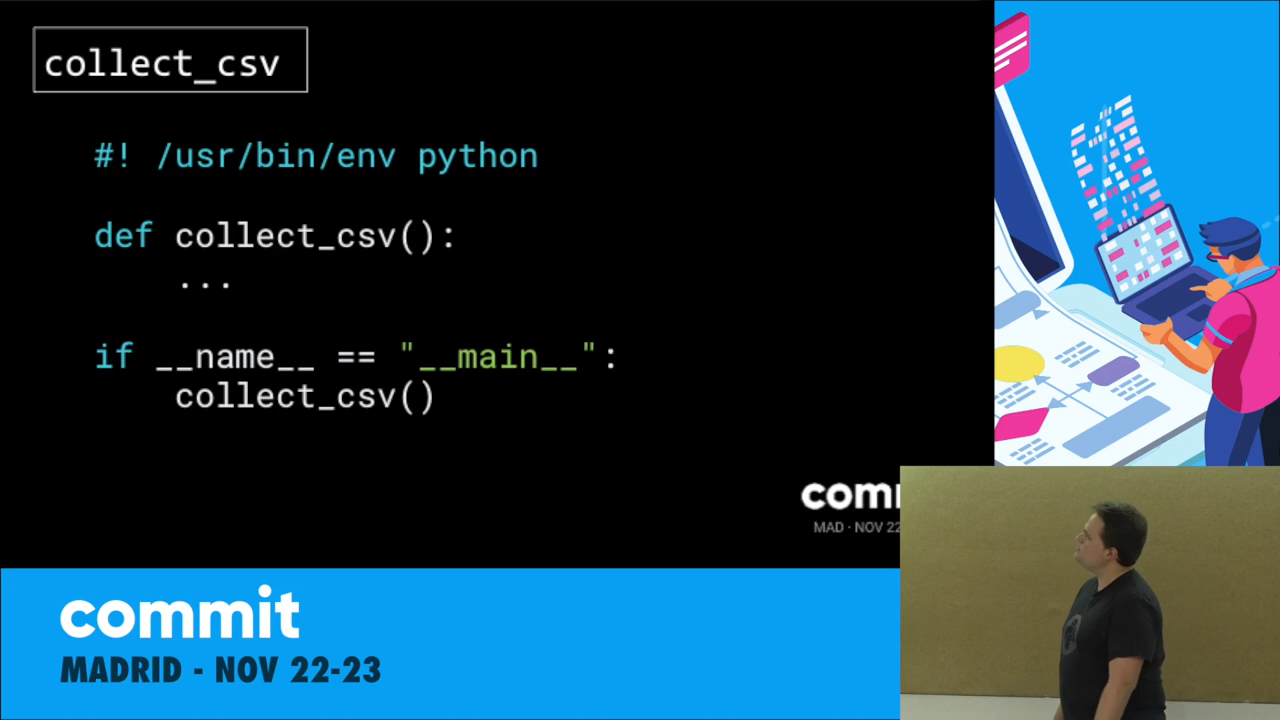 collect_csv
#! /usr/bin/env python
def collect_csv():
...
if __name__ == "__main__":
collect_csv()
MAD · NOV 22
commit
MADRID - NOV 22-23